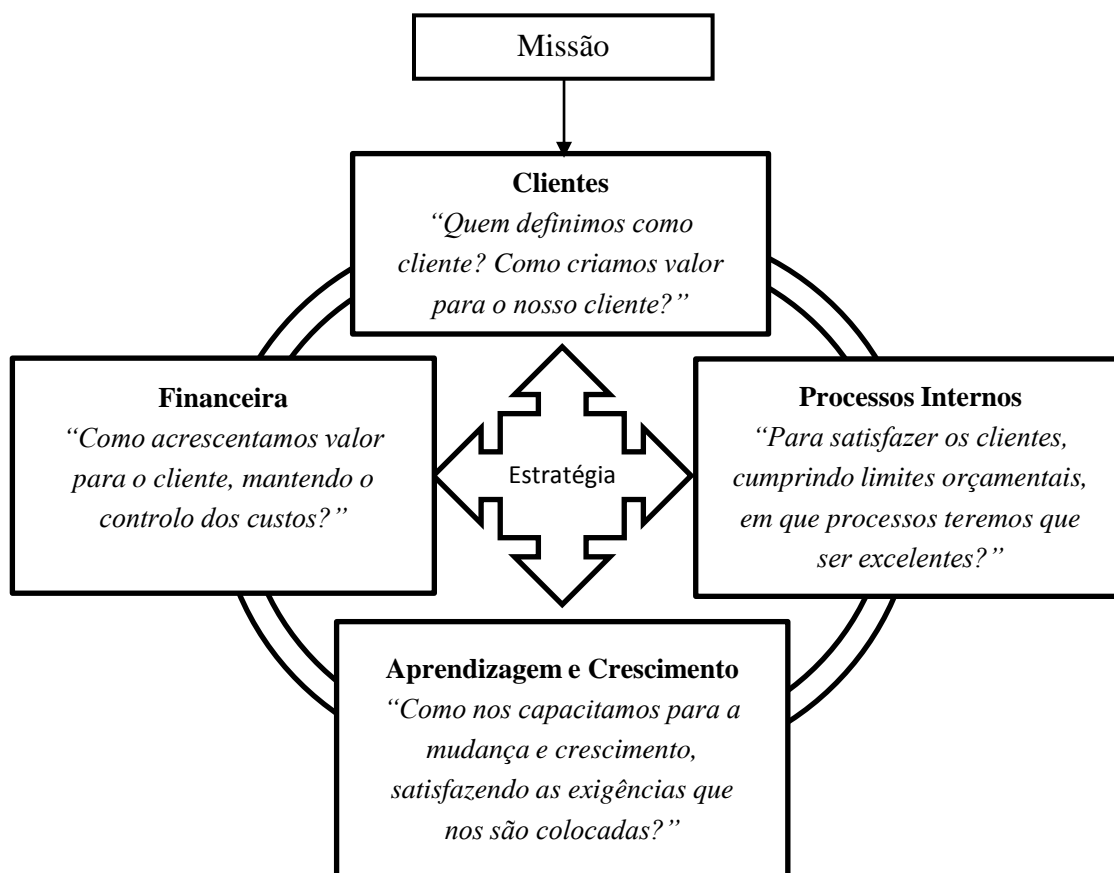 Missão
Clientes
“Quem definimos como
cliente? Como criamos valor
para o nosso cliente?”
Financeira
“Como acrescentamos valor
para o cliente, mantendo o
controlo dos custos?”
Estratégia
Processos Internos
“Para satisfazer os clientes,
cumprindo limites orçamentais,
em que processos teremos que
ser excelentes?”
Aprendizagem e Crescimento
“Como nos capacitamos para a
mudança e crescimento,
satisfazendo as exigências que
nos são colocadas?”